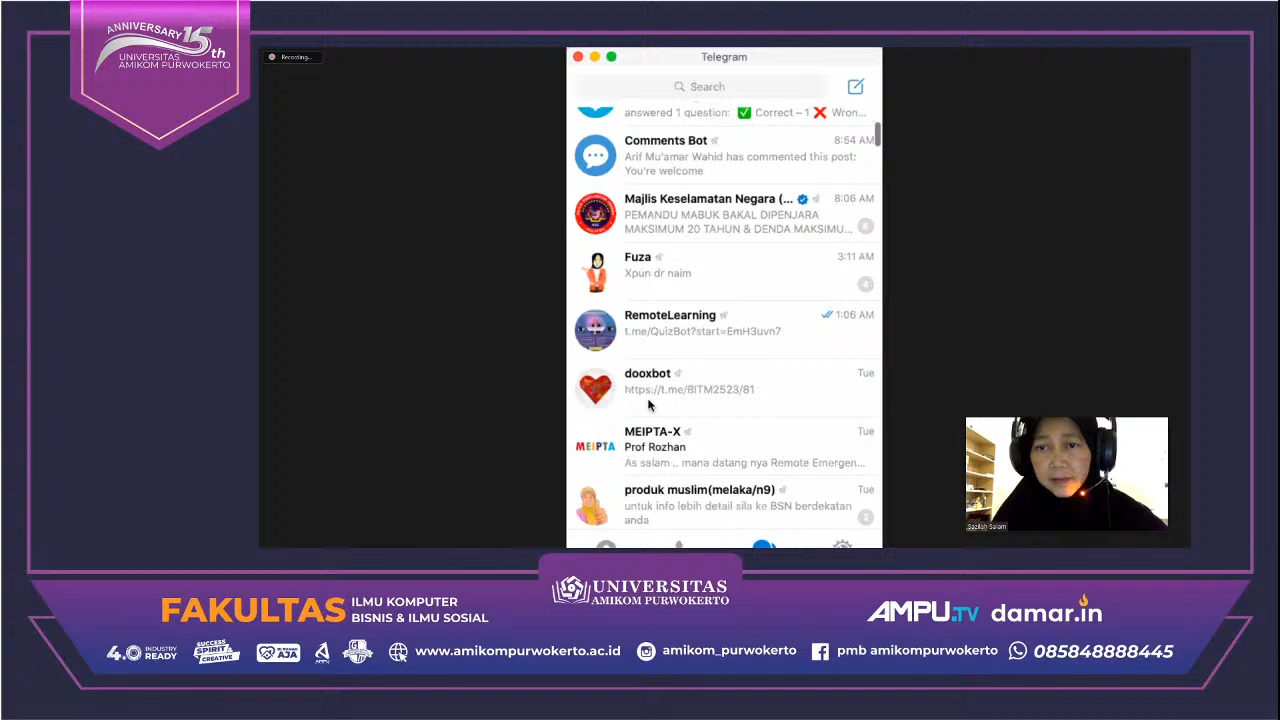 ANNIVERSARY 15th
UNIVERSITAS
AMIKOM PURWOKERTO
Recording...
Telegram
Search
answered 1 question: ✅ Correct – 1 ❌ Wron...
Comments Bot 8:54 AM
Arif Mu'amar Wahid has commented this post:
You're welcome
Majlis Keselamatan Negara (... 8:06 AM
PEMANDU MABUK BAKAL DIPENJARA
MAKSIMUM 20 TAHUN & DENDA MAKSIMU...
Fuza 3:11 AM
Xpun dr naim
4
RemoteLearning 1:06 AM
t.me/QuizBot?start=EmH3uvn7
dooxbot Tue
https://t.me/BITM2523/81
MEIPTA
MEIPTA-X Tue
Prof Rozhan
As salam .. mana datang nya Remote Emergen...
produk muslim(melaka/n9) Tue
untuk info lebih detail sila ke BSN berdekatan
anda
Sazilah Salam
UNIVERSITAS
AMIKOM PURWOKERTO
FAKULTAS
ILMU KOMPUTER
BISNIS & ILMU SOSIAL
AMPU.TV damar.in
4.0 INDUSTRY
READY
SUCCESS
SPIRIT
CREATIVE
AJA
www.amikompurwokerto.ac.id
amikom_purwokerto
pmb amikompurwokerto
085848888445